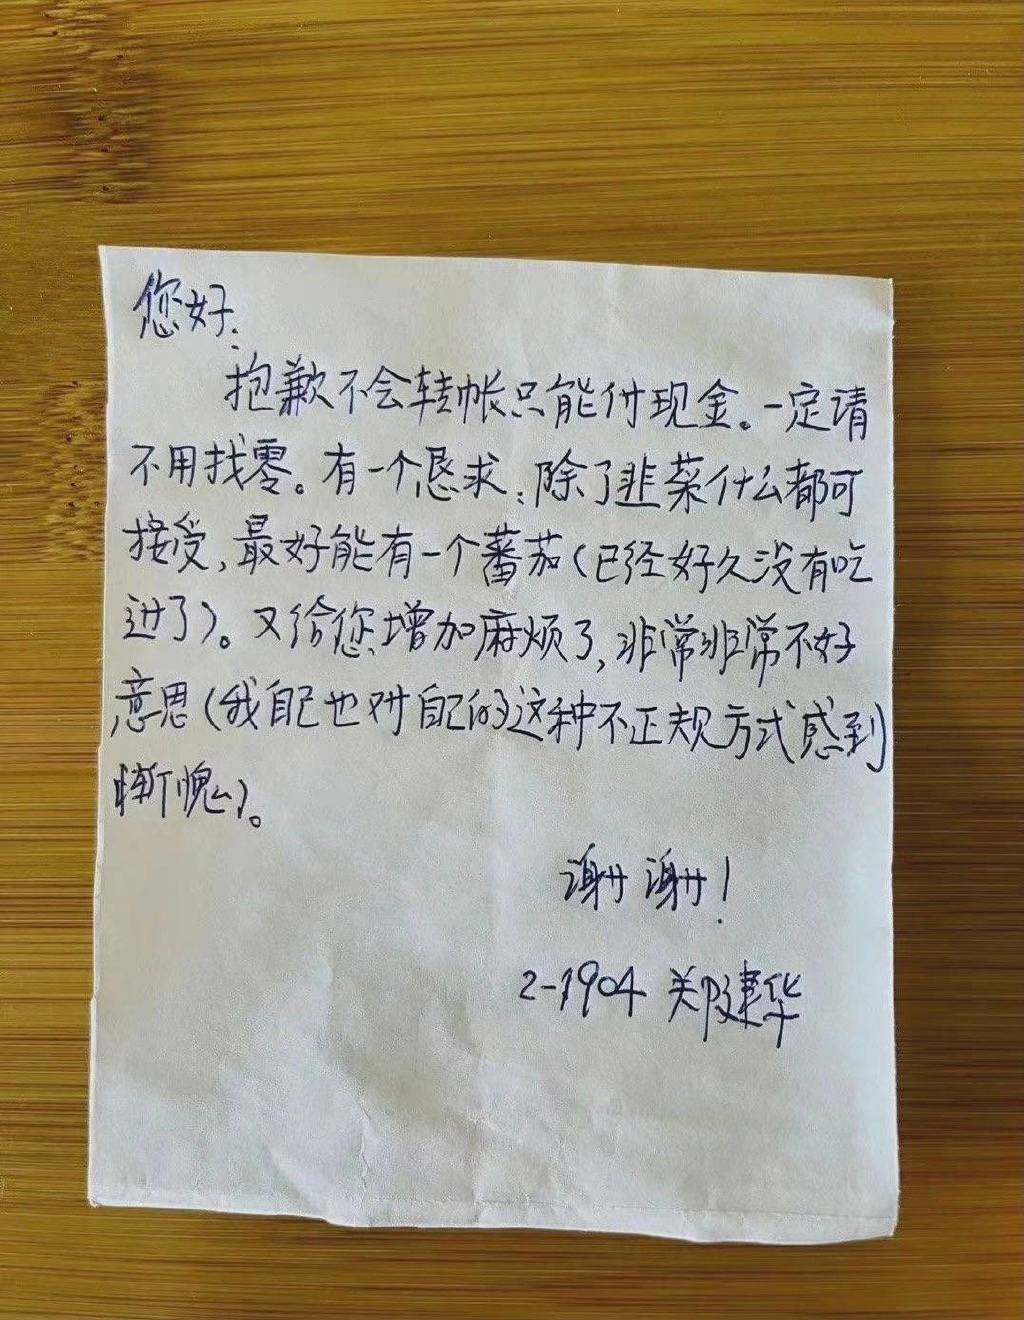 您好:
抱歉不会转帐只能付现金。一定请
不用找零。有一个恳求:除了韭菜什么都可
接受,最好能有一个蕃茄(已经好久没有吃
过了)。又给您增加麻烦了,非常非常不好
意思(我自己也对自己的这种不正规方式感到
惭愧)。
谢谢!
2-1904 郑建华